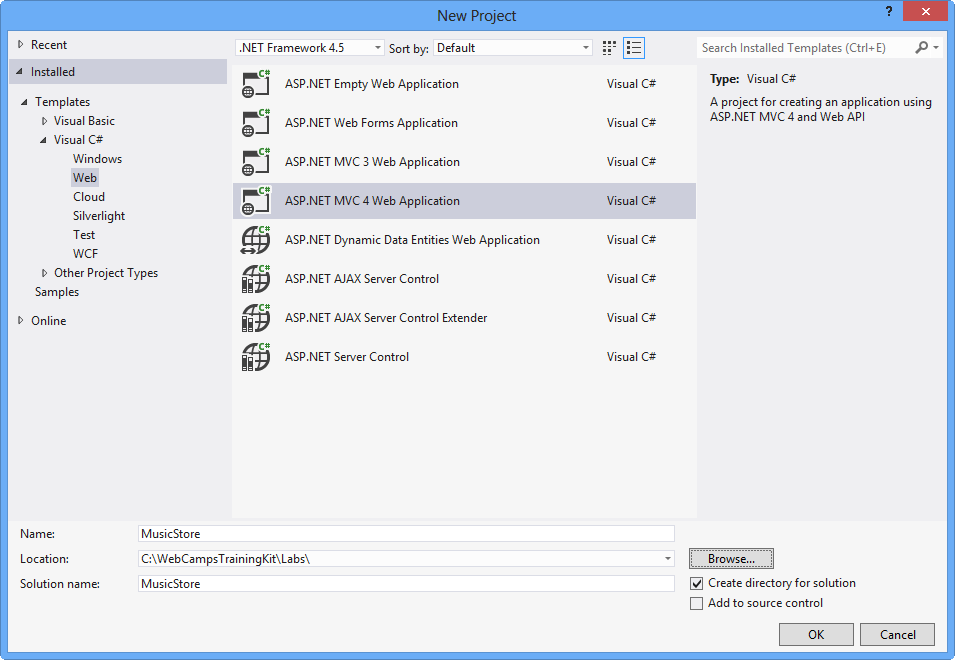 New Project
?
Recent
Installed
Templates
Visual Basic
Visual C#
Windows
Web
Cloud
Silverlight
Test
WCF
Other Project Types
Samples
Online
.NET Framework 4.5
Sort by: Default
C# ASP.NET Empty Web Application Visual C#
C# ASP.NET Web Forms Application Visual C#
C# ASP.NET MVC 3 Web Application Visual C#
C# ASP.NET MVC 4 Web Application Visual C#
C# ASP.NET Dynamic Data Entities Web Application Visual C#
C# ASP.NET AJAX Server Control Visual C#
C# ASP.NET AJAX Server Control Extender Visual C#
C# ASP.NET Server Control Visual C#
Search Installed Templates (Ctrl+E)
Type: Visual C#
A project for creating an application using
ASP.NET MVC 4 and Web API
Name: MusicStore
Location: C:\WebCampsTrainingKit\Labs\ Browse...
Solution name: MusicStore
Create directory for solution
Add to source control
OK Cancel